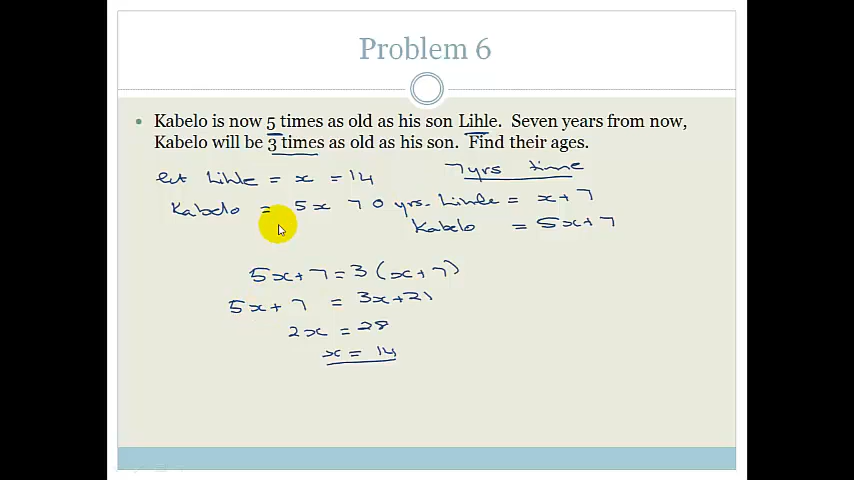 Problem 6
Kabelo is now 5 times as old as his son Lihle. Seven years from now,
Kabelo will be 3 times as old as his son. Find their ages.
let Lihle = x = 14
Kabelo = 5x 70 yrs.
7 yrs time
Lihle = x+7
Kabelo = 5x+7
5x+7 = 3(x+7)
5x+7 = 3x+21
2x = 28
x = 14